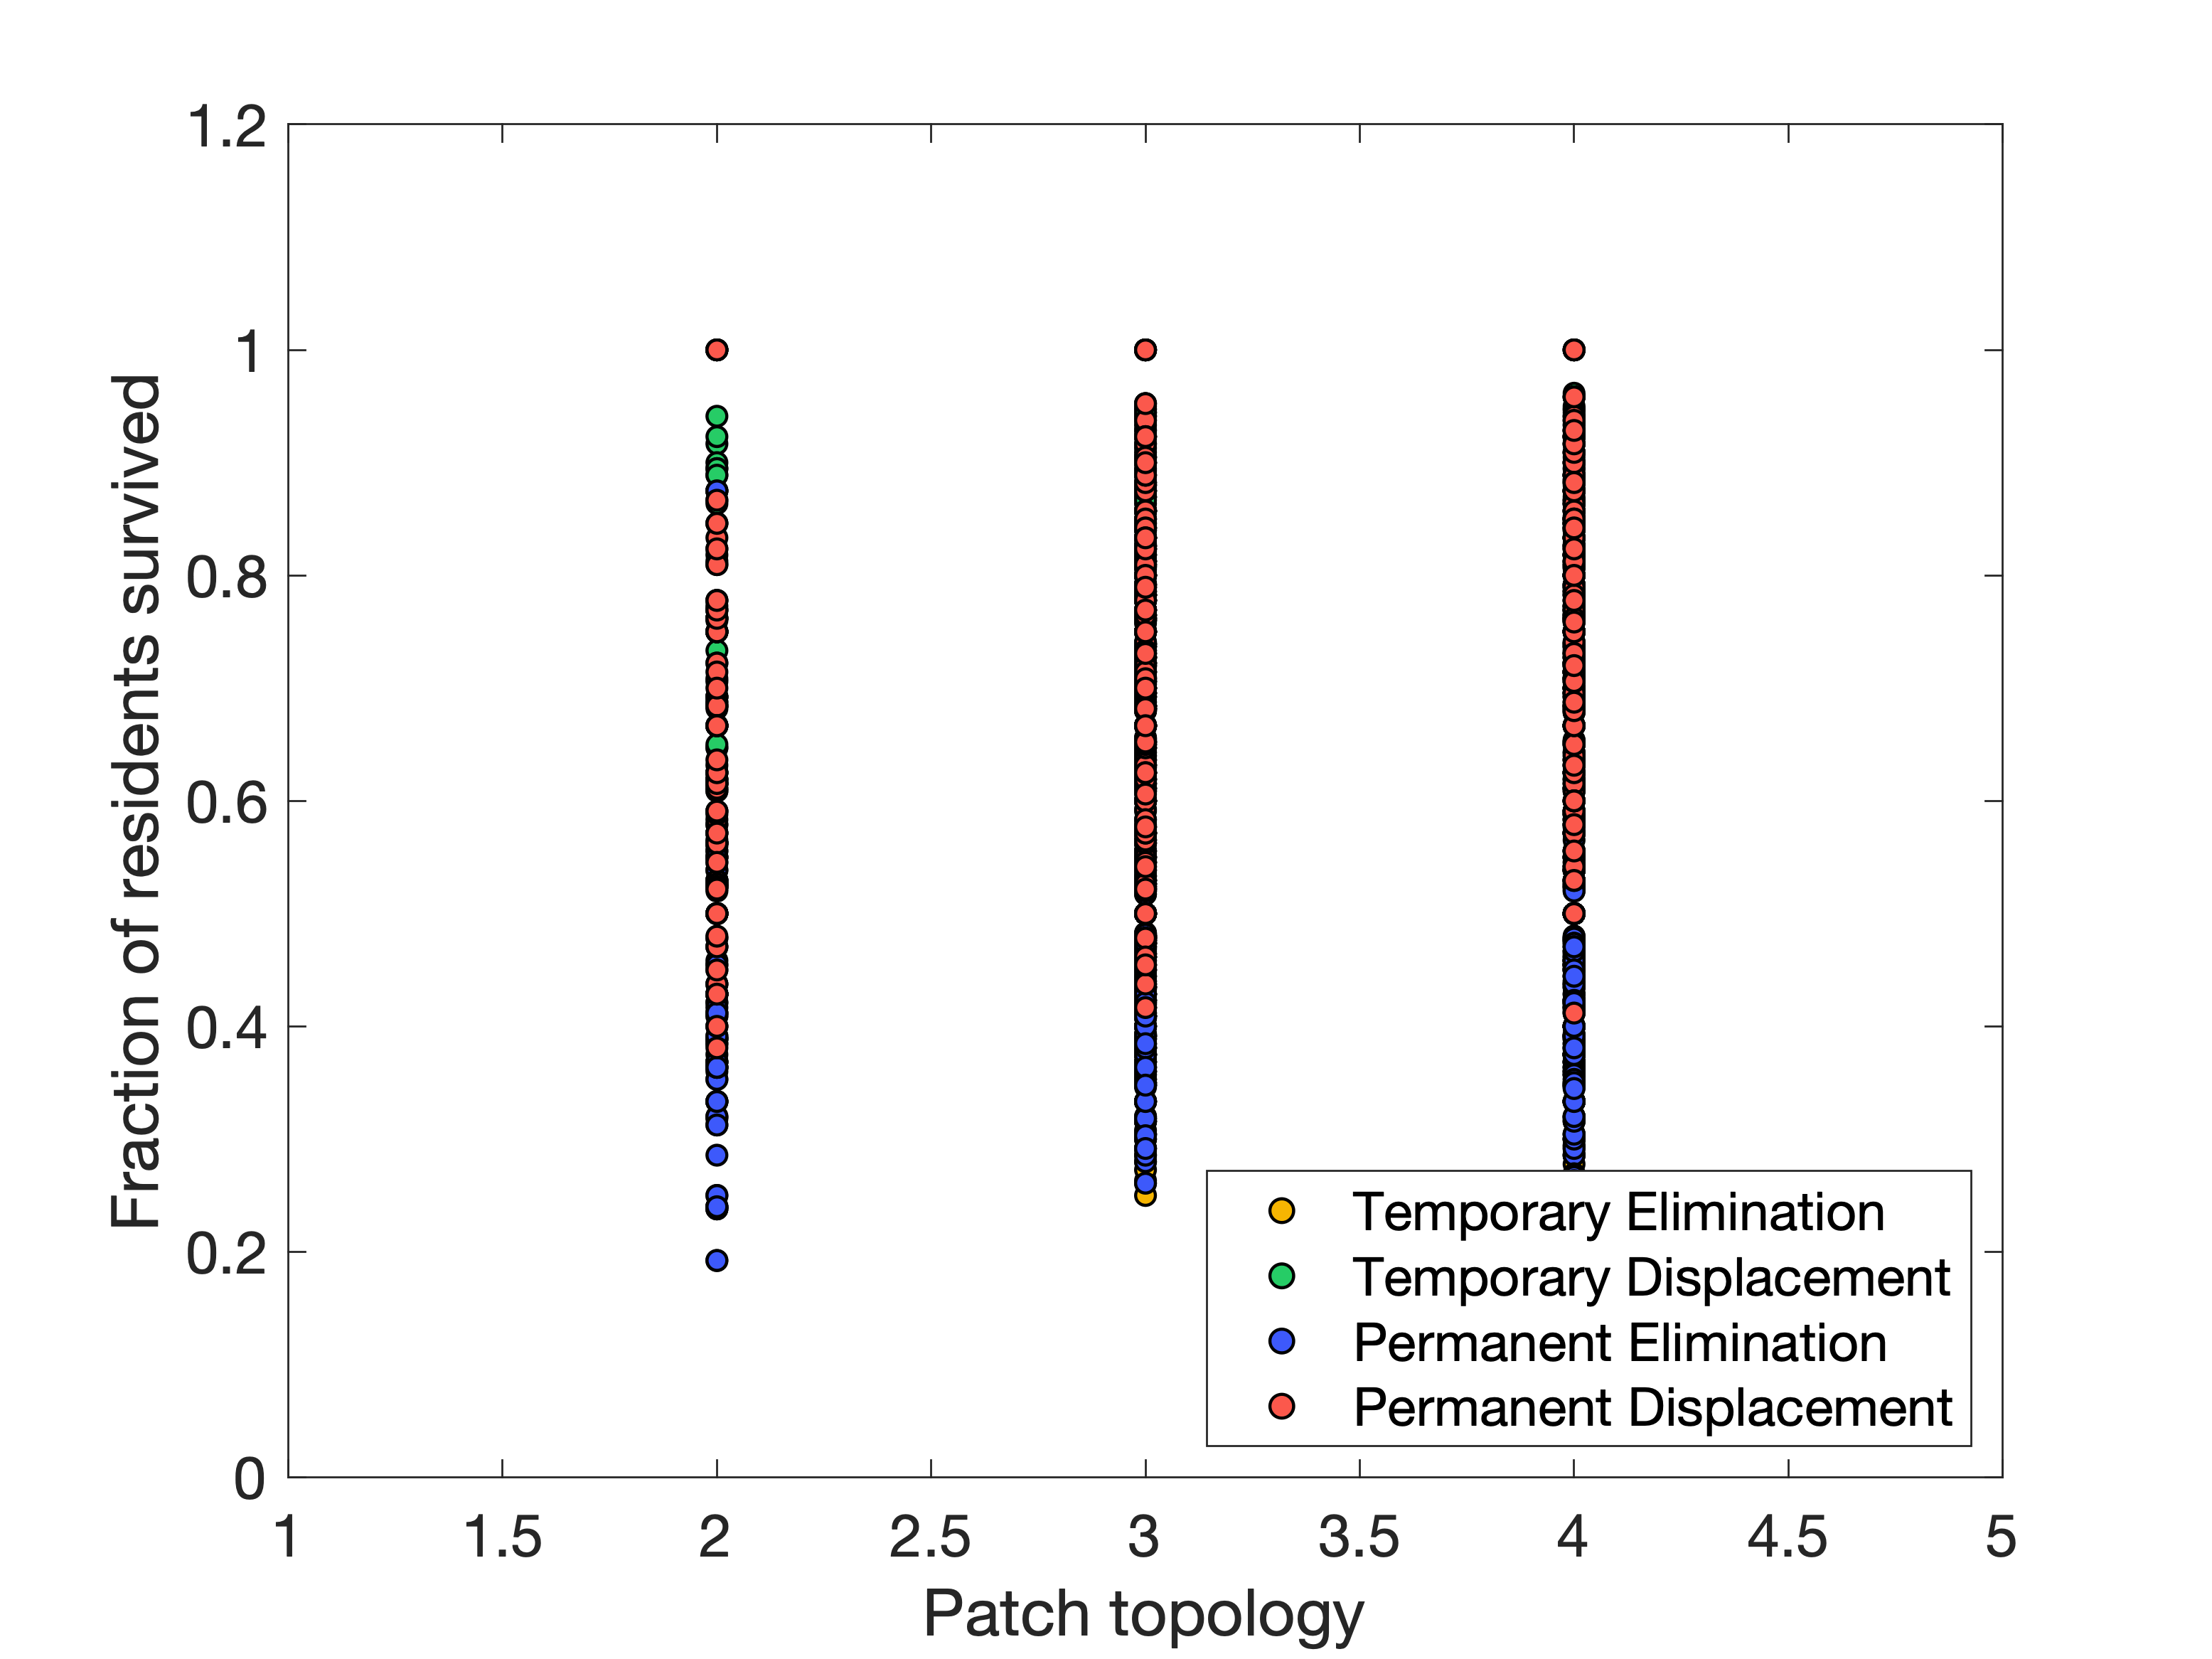 1.2
1
0.8
0.6
0.4
0.2
0
Fraction of residents survived
1 1.5 2 2.5 3 3.5 4 4.5 5
Patch topology
Temporary Elimination
Temporary Displacement
Permanent Elimination
Permanent Displacement